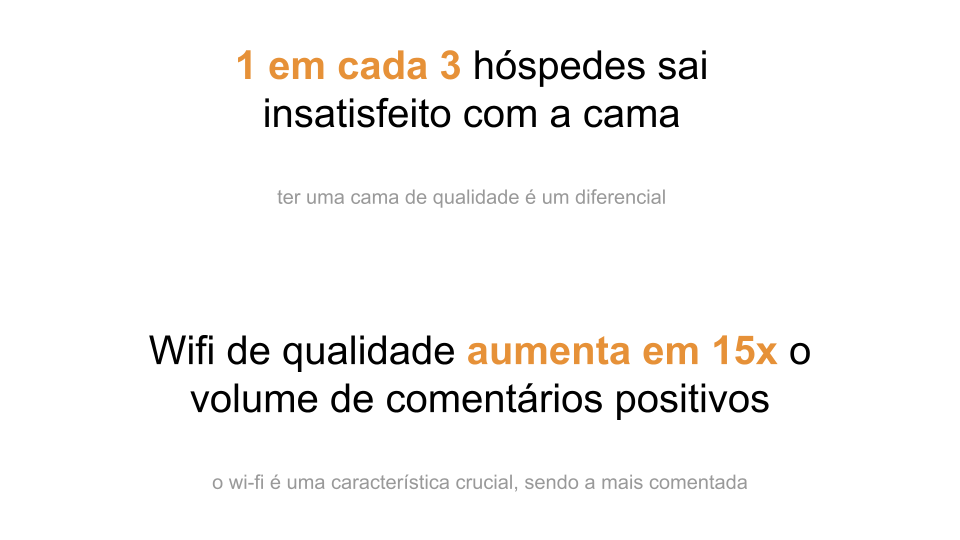 1 em cada 3 hóspedes sai
insatisfeito com a cama
ter uma cama de qualidade é um diferencial
Wifi de qualidade aumenta em 15x o
volume de comentários positivos
o wi-fi é uma característica crucial, sendo a mais comentada